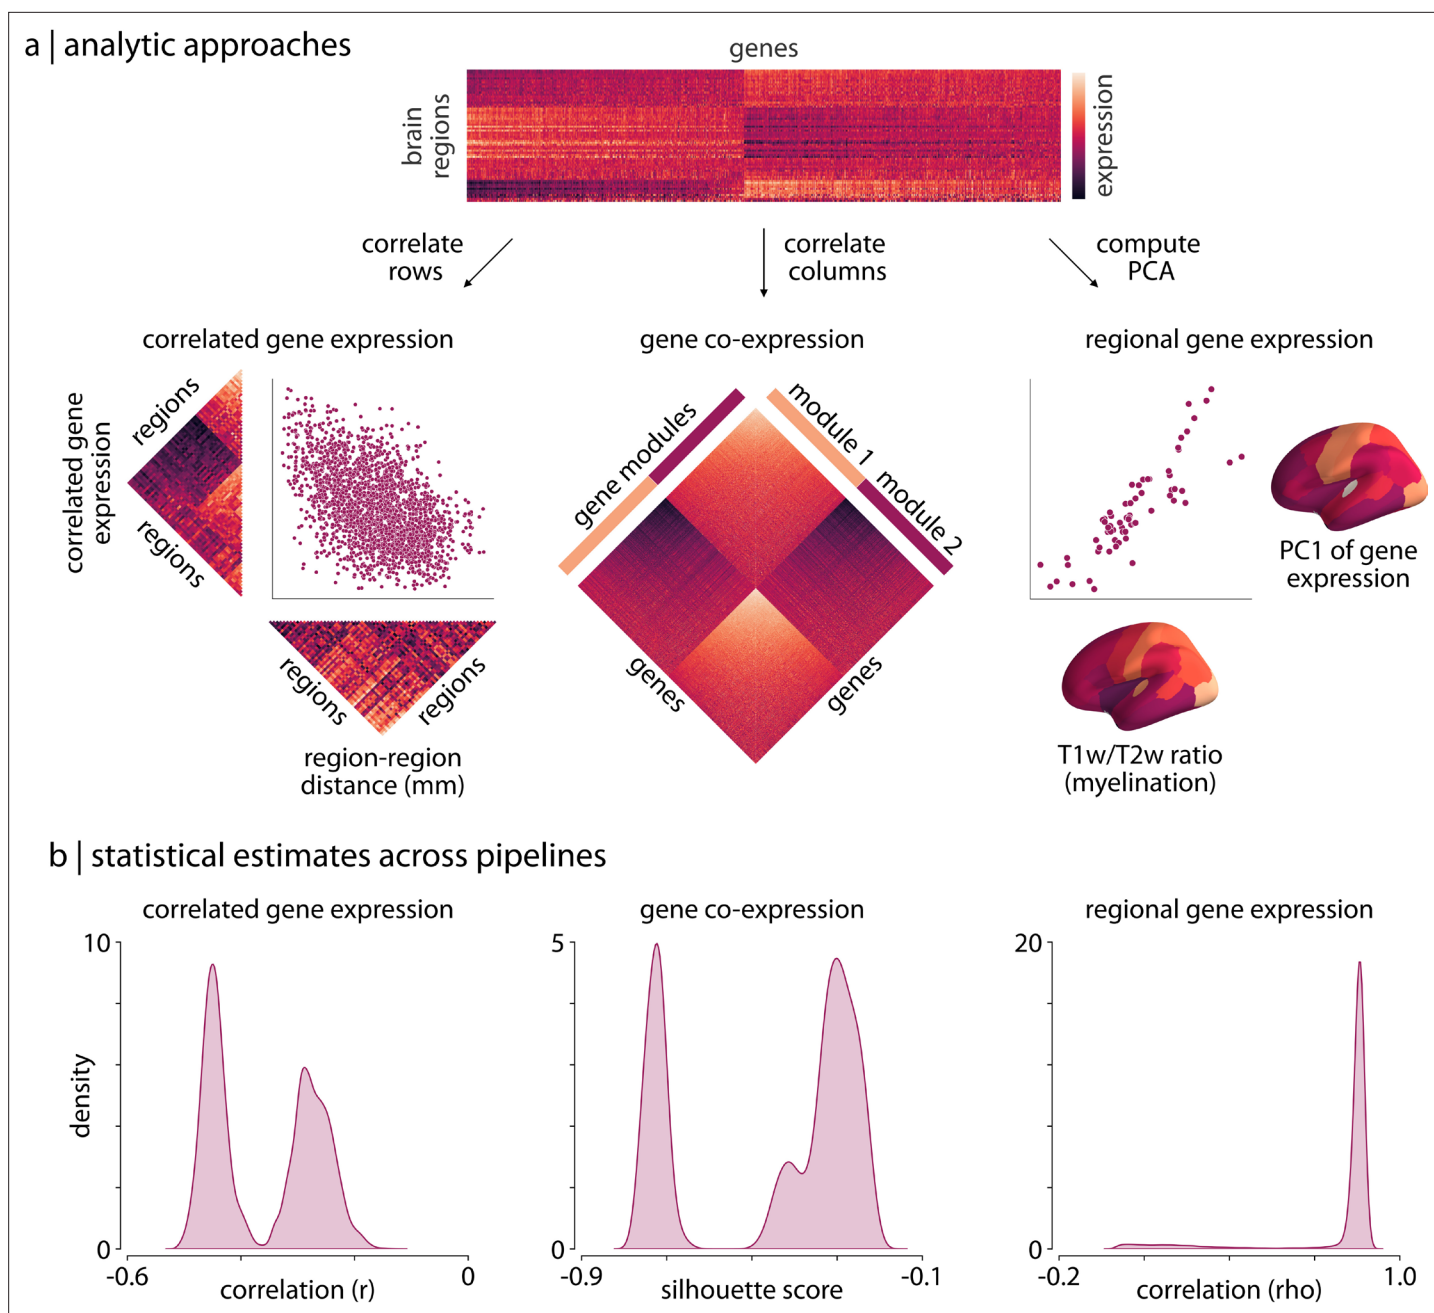 a | analytic approaches
genes
brain
regions
expression
correlate
rows
correlate
columns
compute
PCA
correlated gene expression
correlated gene
expression
regions
regions
regions
regions
region-region
distance (mm)
gene co-expression
gene modules
module 1
module 2
genes
genes
regional gene expression
PC1 of gene
expression
T1w/T2w ratio
(myelination)
b | statistical estimates across pipelines
correlated gene expression
10
density
0
-0.6
0
correlation (r)
gene co-expression
5
0
-0.9
-0.1
silhouette score
regional gene expression
20
0
-0.2
1.0
correlation (rho)